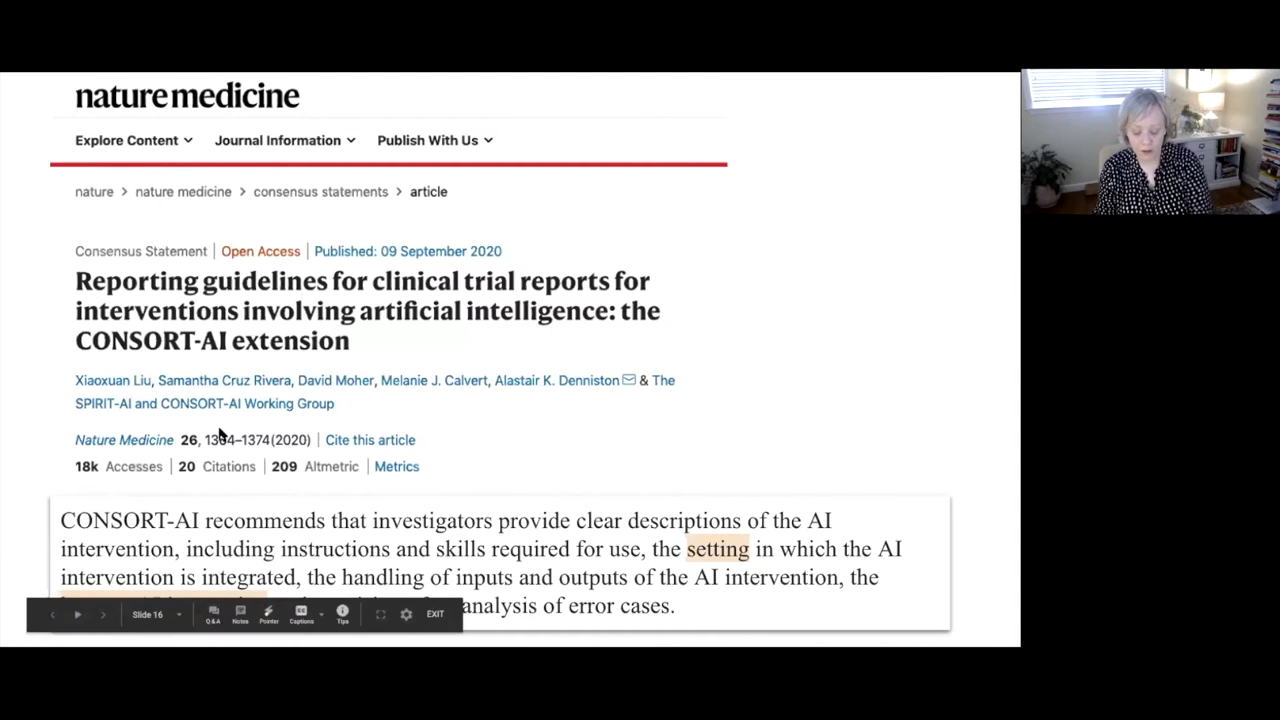 nature medicine
Explore Content Journal Information Publish With Us
nature > nature medicine > consensus statements > article
Consensus Statement | Open Access | Published: 09 September 2020
Reporting guidelines for clinical trial reports for
interventions involving artificial intelligence: the
CONSORT-AI extension
Xiaoxuan Liu, Samantha Cruz Rivera, David Moher, Melanie J. Calvert, Alastair K. Denniston & The
SPIRIT-AI and CONSORT-AI Working Group
Nature Medicine 26, –1374(2020) | Cite this article
18k Accesses | 20 Citations | 209 Altmetric | Metrics
CONSORT-AI recommends that investigators provide clear descriptions of the AI
intervention, including instructions and skills required for use, the setting in which the AI
intervention is integrated, the handling of inputs and outputs of the AI intervention, the
analysis of error cases.
Slide 16 Q&A Notes Pointer Captions Tips EXIT